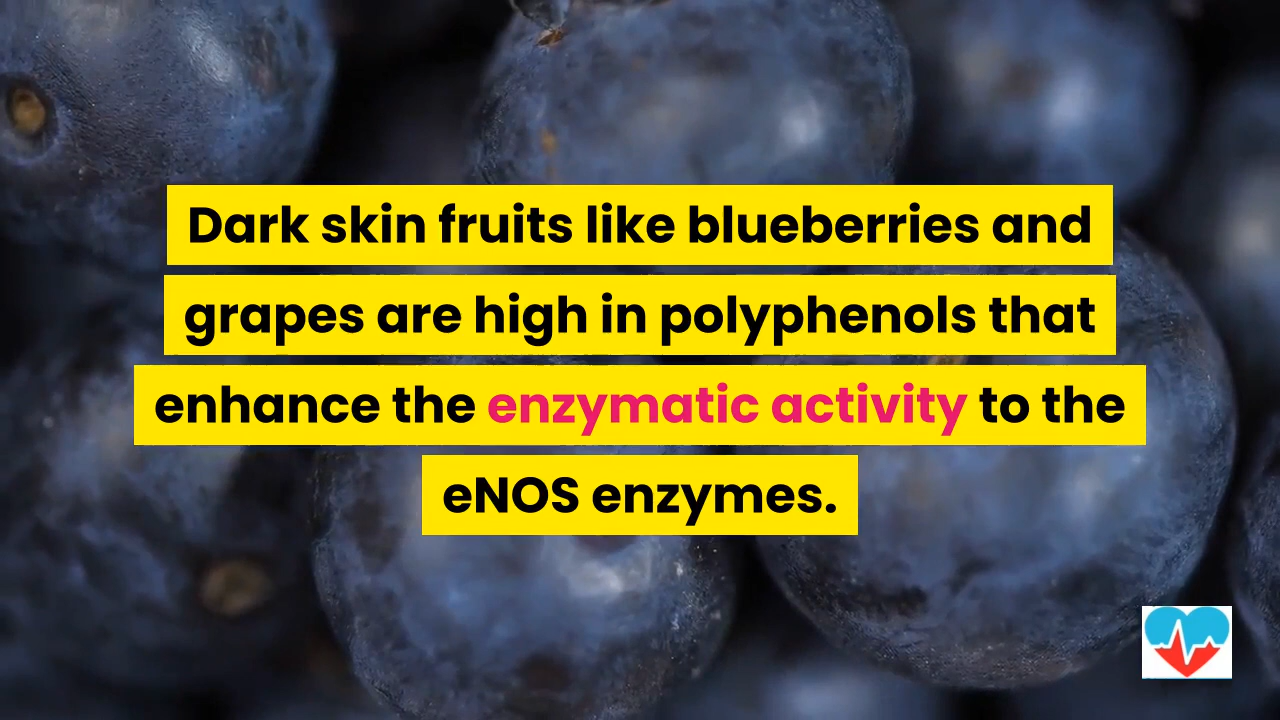 Dark skin fruits like blueberries and
grapes are high in polyphenols that
enhance the enzymatic activity to the
eNOS enzymes.